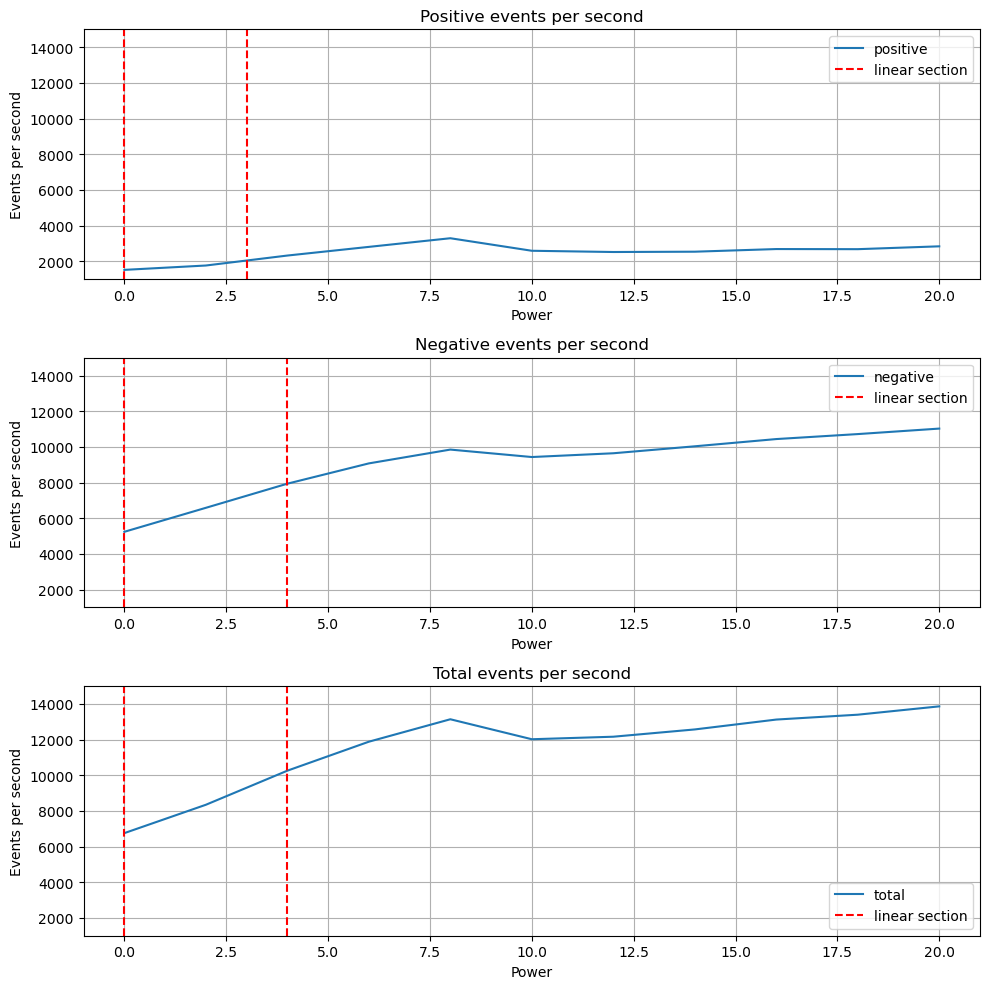 Positive events per second
14000
12000
10000
8000
6000
4000
2000
Events per second
positive
linear section
0.0 2.5 5.0 7.5 10.0 12.5 15.0 17.5 20.0
Power
Negative events per second
14000
12000
10000
8000
6000
4000
2000
Events per second
negative
linear section
0.0 2.5 5.0 7.5 10.0 12.5 15.0 17.5 20.0
Power
Total events per second
14000
12000
10000
8000
6000
4000
2000
Events per second
total
linear section
0.0 2.5 5.0 7.5 10.0 12.5 15.0 17.5 20.0
Power